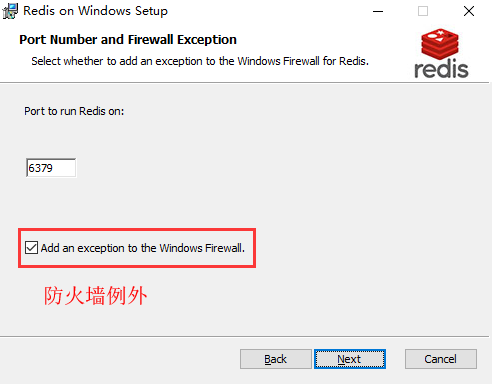 Redis on Windows Setup
Port Number and Firewall Exception
Select whether to add an exception to the Windows Firewall for Redis.
redis
Port to run Redis on:
6379
Add an exception to the Windows Firewall.
防火墙例外
Back
Next
Cancel